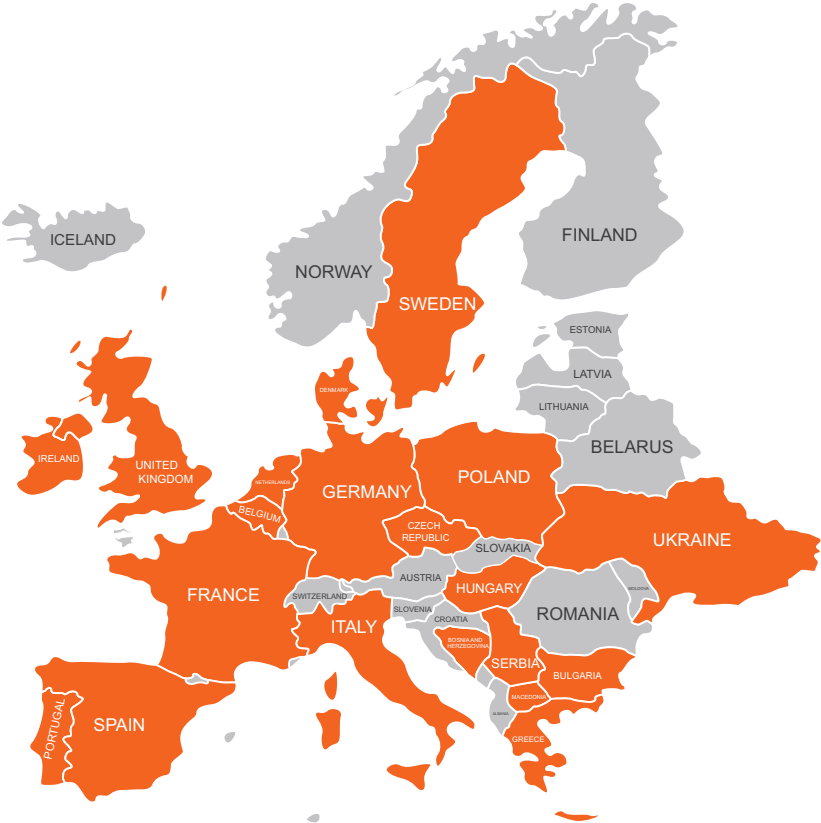 ICELAND
NORWAY
SWEDEN
FINLAND
ESTONIA
LATVIA
LITHUANIA
BELARUS
DENMARK
IRELAND
UNITED
KINGDOM
NETHERLANDS
BELGIUM
GERMANY
POLAND
CZECH
REPUBLIC
SLOVAKIA
UKRAINE
FRANCE
SWITZERLAND
AUSTRIA
HUNGARY
MOLDOVA
SLOVENIA
CROATIA
ROMANIA
ITALY
BOSNIA AND
HERZEGOVINA
SERBIA
BULGARIA
MACEDONIA
ALBANIA
GREECE
PORTUGAL
SPAIN